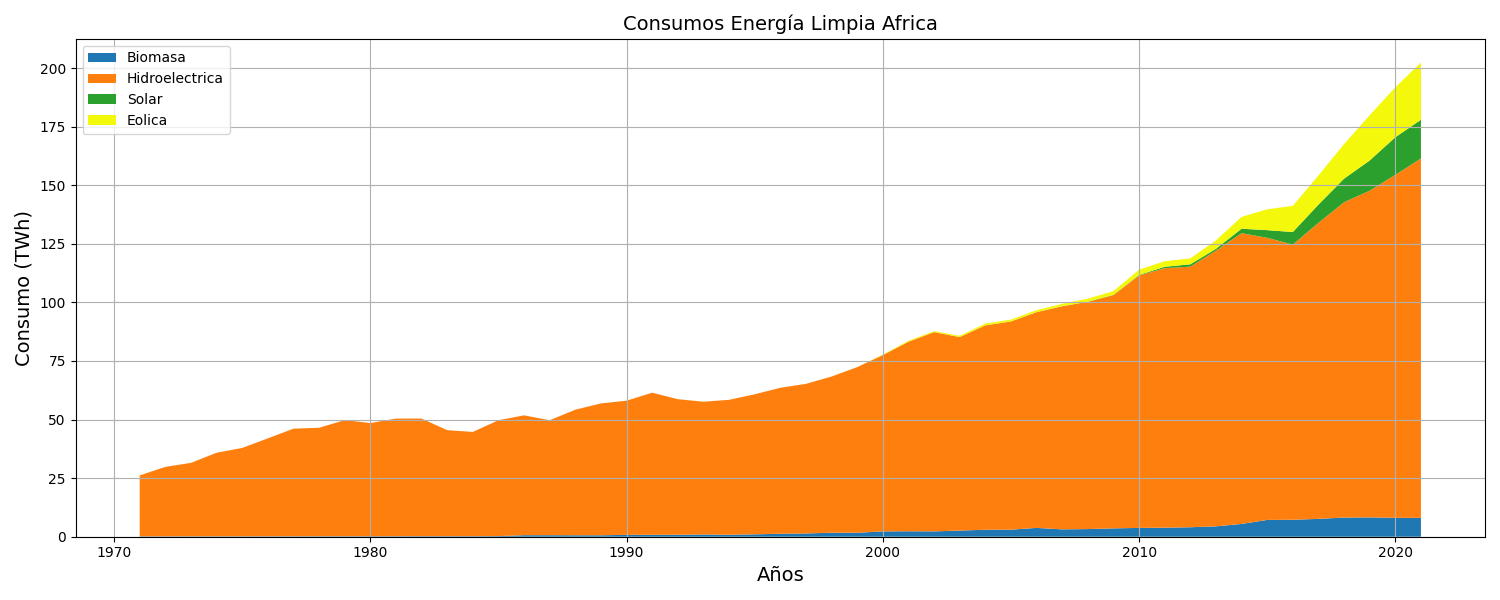 Consumos Energía Limpia Africa
Biomasa
Hidroelectrica
Solar
Eolica
Consumo (TWh)
200
175
150
125
100
75
50
25
0
1970 1980 1990 2000 2010 2020
Años